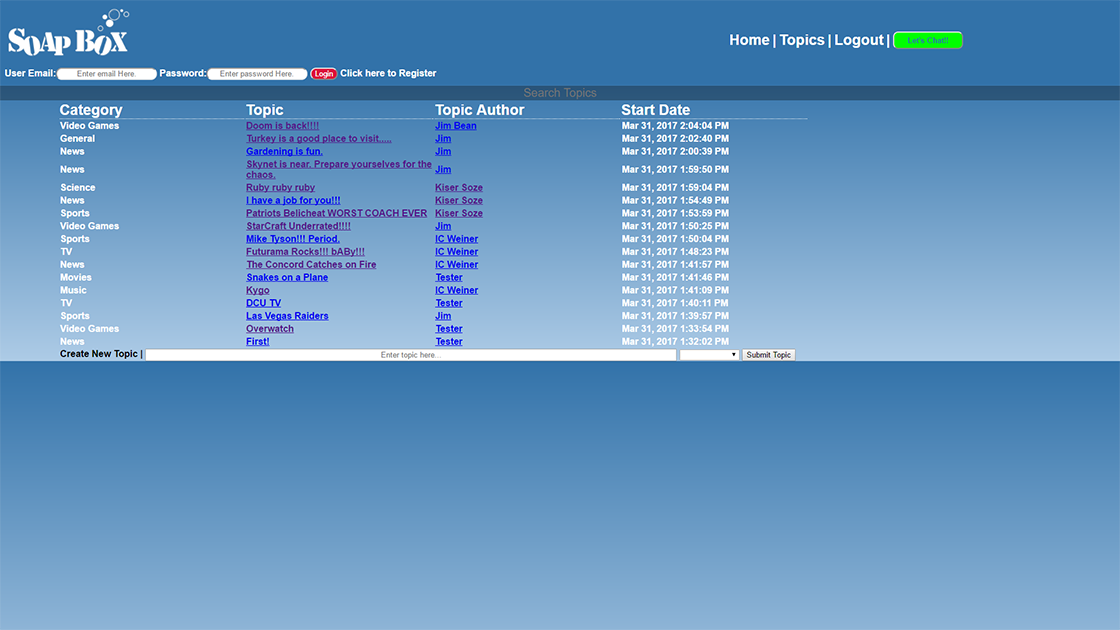 SOAP BOX
Home | Topics | Logout | Let's Chat!!
User Email: Enter email Here. Password: Enter password Here. Login Click here to Register
Search Topics
Category Topic Topic Author Start Date
Video Games Doom is back!!!! Jim Bean Mar 31, 2017 2:04:04 PM
General Turkey is a good place to visit..... Jim Mar 31, 2017 2:02:40 PM
News Gardening is fun. Jim Mar 31, 2017 2:00:39 PM
News Skynet is near. Prepare yourselves for the
chaos. Jim Mar 31, 2017 1:59:50 PM
Science Ruby ruby ruby Kiser Soze Mar 31, 2017 1:59:04 PM
News I have a job for you!!! Kiser Soze Mar 31, 2017 1:54:49 PM
Sports Patriots Belicheat WORST COACH EVER Kiser Soze Mar 31, 2017 1:53:59 PM
Video Games StarCraft Underrated!!!! Jim Mar 31, 2017 1:50:25 PM
Sports Mike Tyson!!! Period. IC Weiner Mar 31, 2017 1:50:04 PM
TV Futurama Rocks!!! bABy!!! IC Weiner Mar 31, 2017 1:48:23 PM
News The Concord Catches on Fire IC Weiner Mar 31, 2017 1:41:57 PM
Movies Snakes on a Plane Tester Mar 31, 2017 1:41:46 PM
Music Kygo IC Weiner Mar 31, 2017 1:41:09 PM
TV DCU TV Tester Mar 31, 2017 1:40:11 PM
Sports Las Vegas Raiders Jim Mar 31, 2017 1:39:57 PM
Video Games Overwatch Tester Mar 31, 2017 1:33:54 PM
News First! Tester Mar 31, 2017 1:32:02 PM
Create New Topic | Enter topic here... Submit Topic